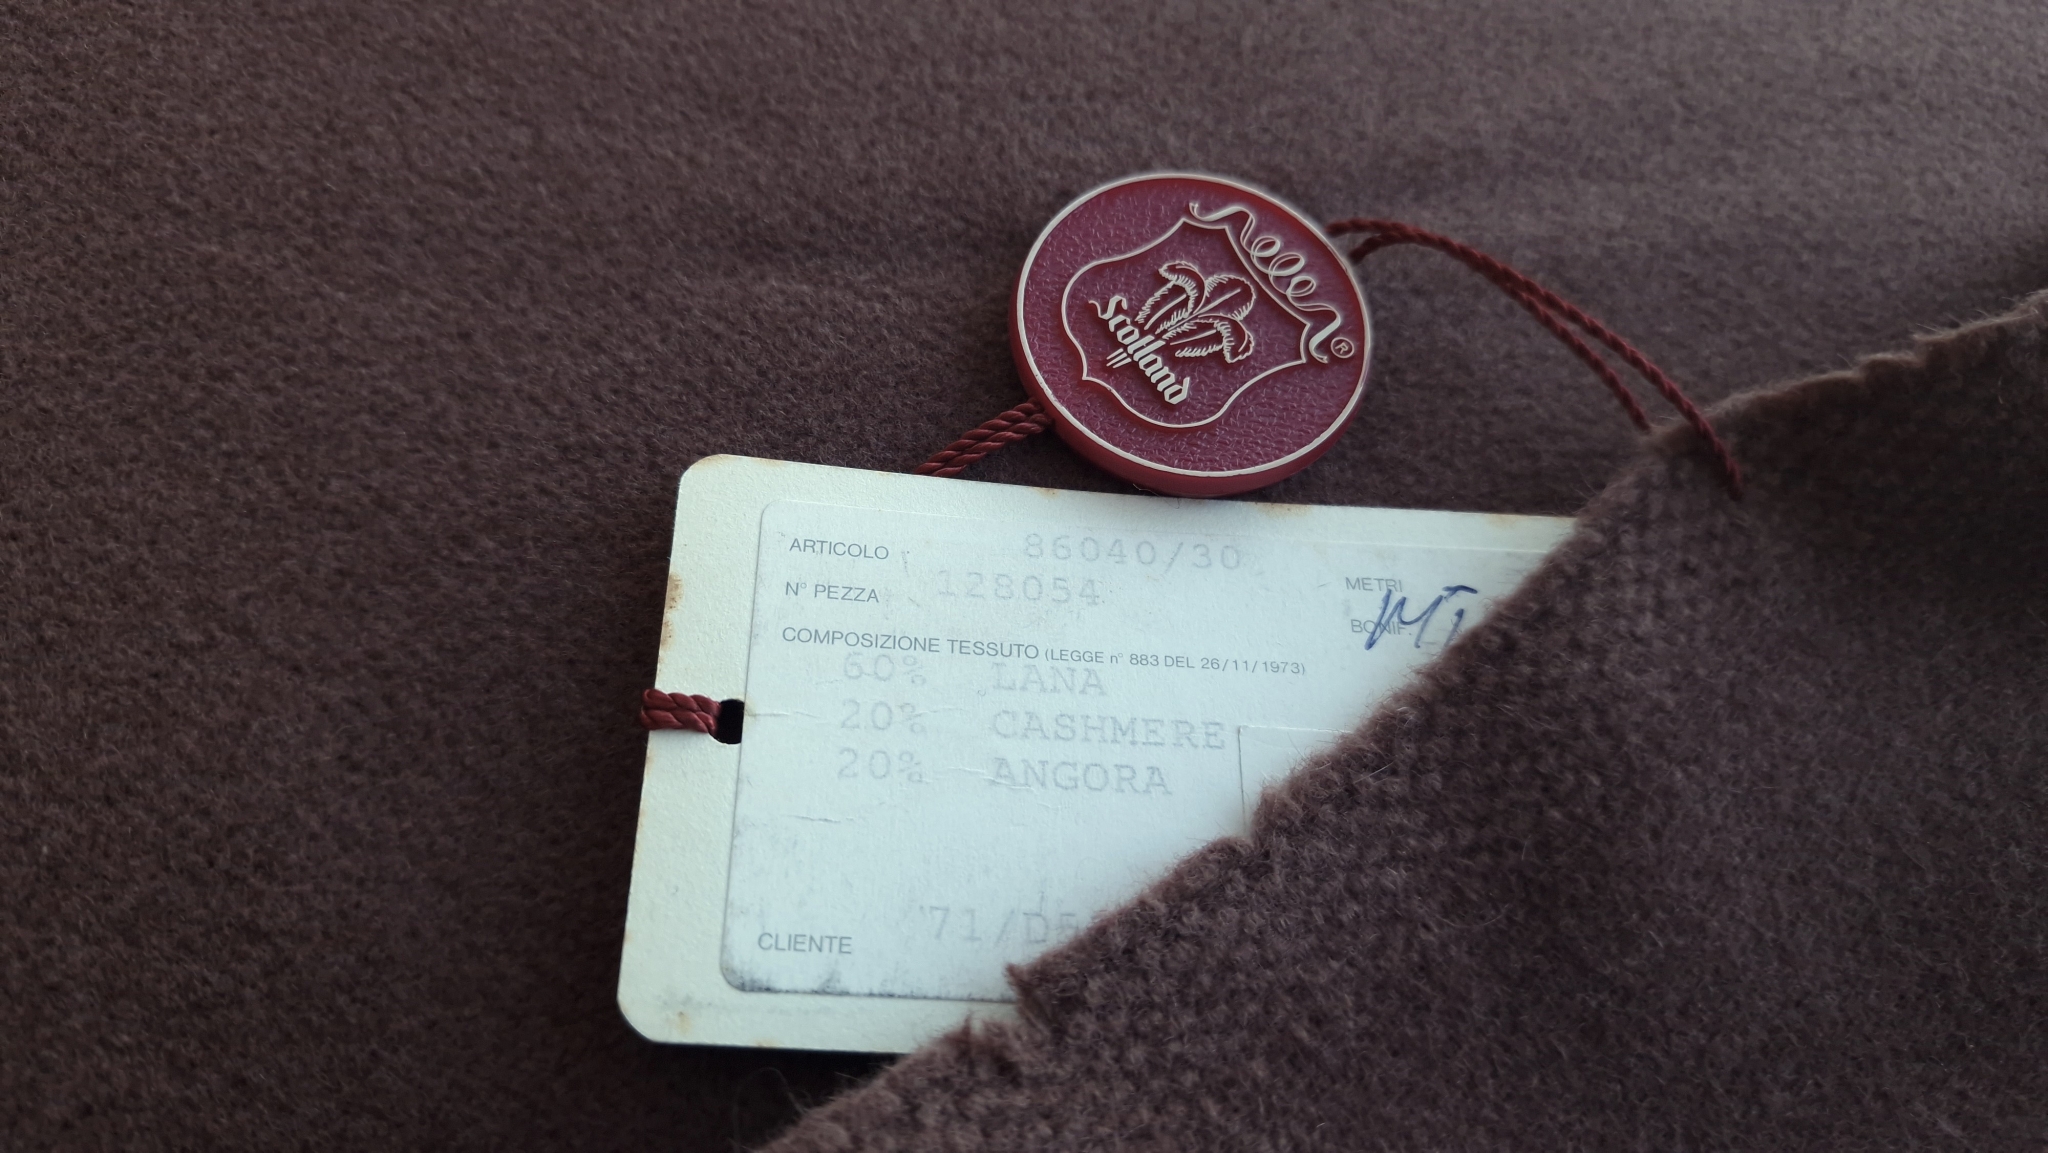 Scotland
®
ARTICOLO 86040/30
N° PEZZA 128054
METRI
BONIF.
COMPOSIZIONE TESSUTO (LEGGE n° 883 DEL 26/11/1973)
60% LANA
20% CASHMERE
20% ANGORA
CLIENTE 71/D